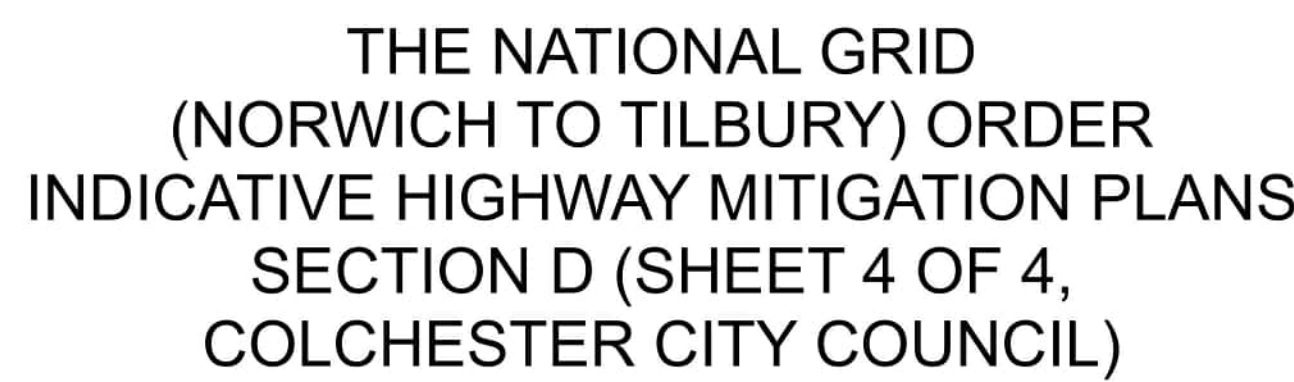 THE NATIONAL GRID
(NORWICH TO TILBURY) ORDER
INDICATIVE HIGHWAY MITIGATION PLANS
SECTION D (SHEET 4 OF 4,
COLCHESTER CITY COUNCIL)